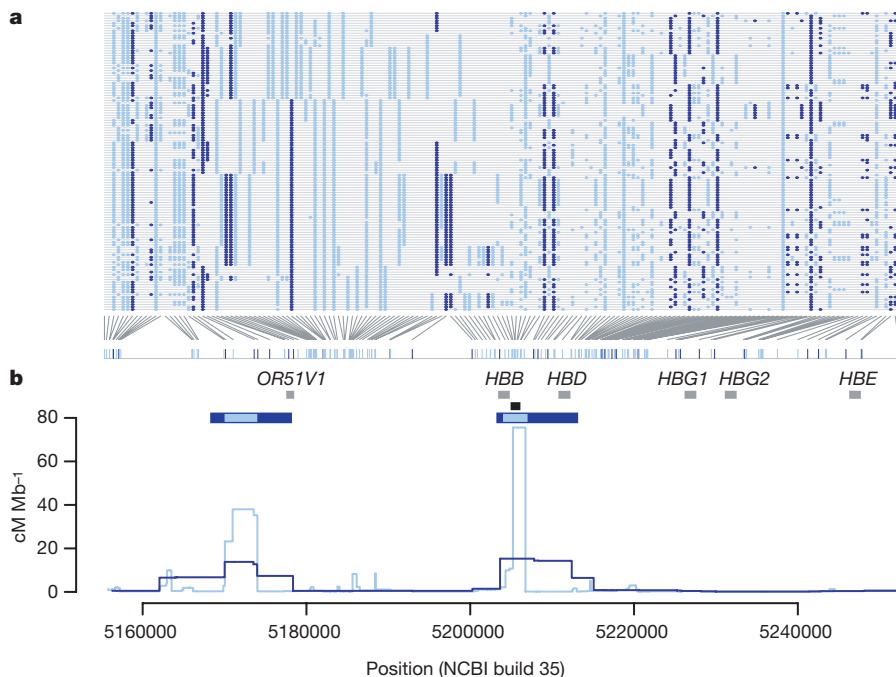 a
b
OR51V1 HBB HBD HBG1 HBG2 HBE
80
60
40
20
0
cM Mb⁻¹
5160000 5180000 5200000 5220000 5240000
Position (NCBI build 35)